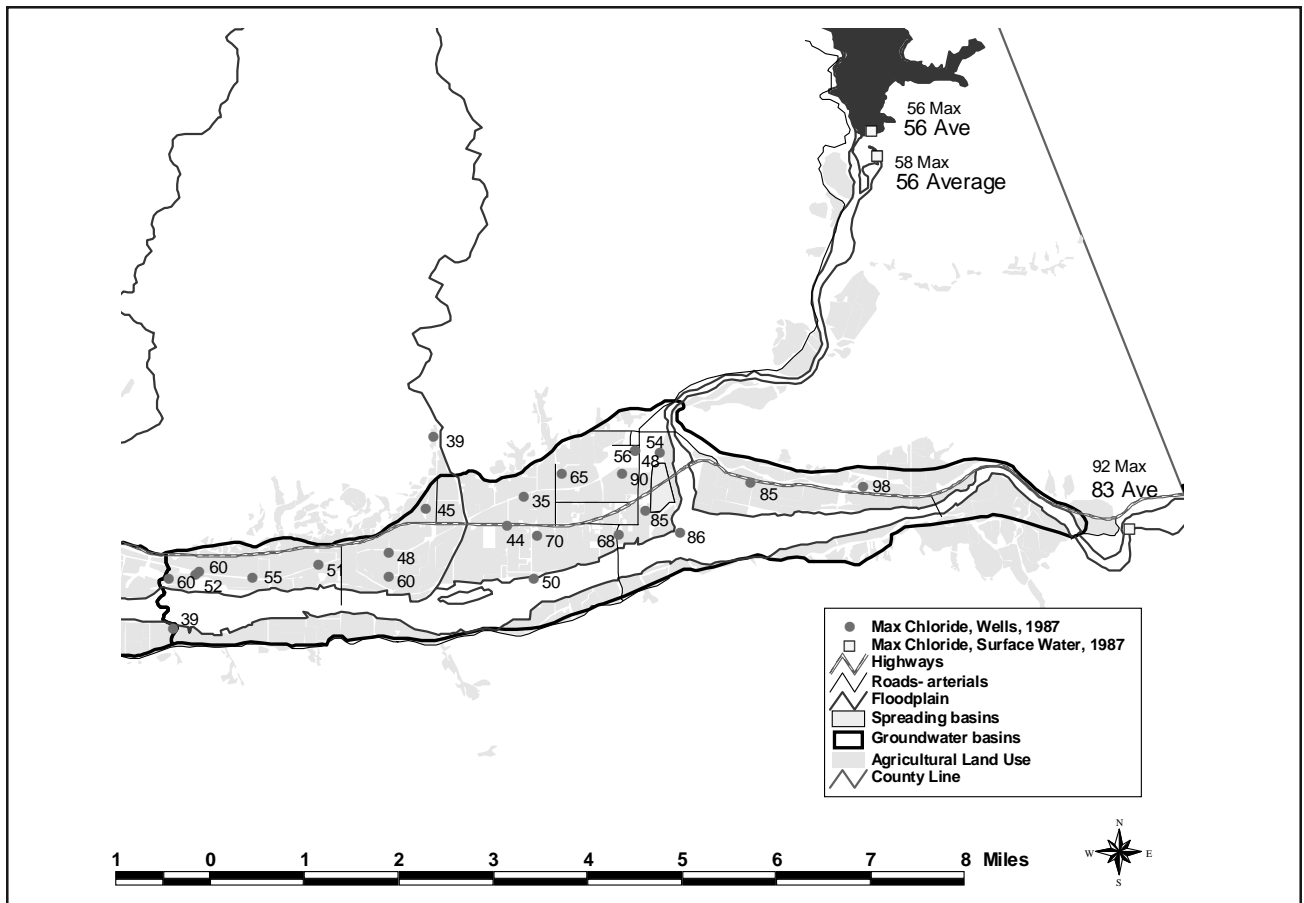 56 Max
56 Ave
58 Max
56 Average
92 Max
83 Ave
39
54
56
48
65
90
85
98
35
45
85
44
70
68
86
48
51
60
60
55
60
50
52
39
Max Chloride, Wells, 1987
Max Chloride, Surface Water, 1987
Highways
Roads- arterials
Floodplain
Spreading basins
Groundwater basins
Agricultural Land Use
County Line
1 0 1 2 3 4 5 6 7 8 Miles
N
W E
S